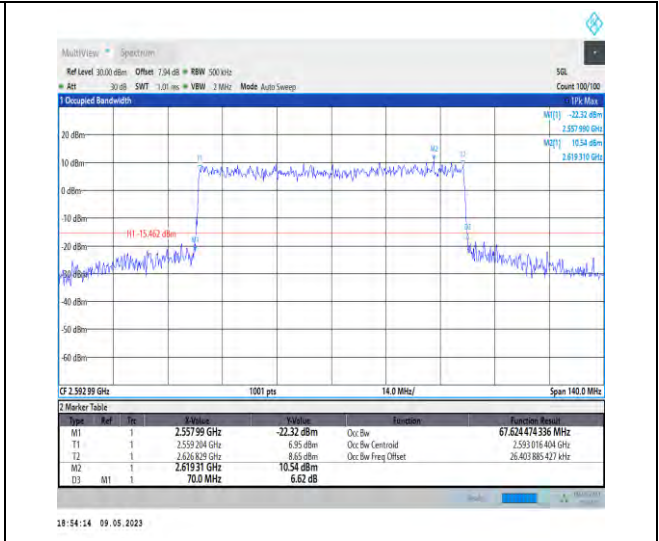 MultiView Spectrum
Ref Level 30.00 dBm Offset 7.94 dB RBW 500 kHz SGL
Att 30 dB SWT 1.01 ms VBW 2 MHz Mode Auto Sweep Count 100/100
1 Occupied Bandwidth 1Pk Max
M1[1] -22.32 dBm
2.557 990 GHz
M2[1] 10.54 dBm
2.619 310 GHz
20 dBm
M2
T1 T2
10 dBm
0 dBm
-10 dBm
H1 -15.462 dBm
M1
D3
-20 dBm
-30 dBm
-40 dBm
-50 dBm
-60 dBm
CF 2.592 99 GHz 1001 pts 14.0 MHz/ Span 140.0 MHz
2 Marker Table
Type Ref Trc X-Value Y-Value Function Function Result
M1 1 2.557 99 GHz -22.32 dBm Occ Bw 67.624 474 336 MHz
T1 1 2.559 204 GHz 6.95 dBm Occ Bw Centroid 2.593 016 404 GHz
T2 1 2.626 829 GHz 8.65 dBm Occ Bw Freq Offset 26.403 885 427 kHz
M2 1 2.619 31 GHz 10.54 dBm
D3 M1 1 70.0 MHz 6.62 dB
18:54:14 09.05.2023